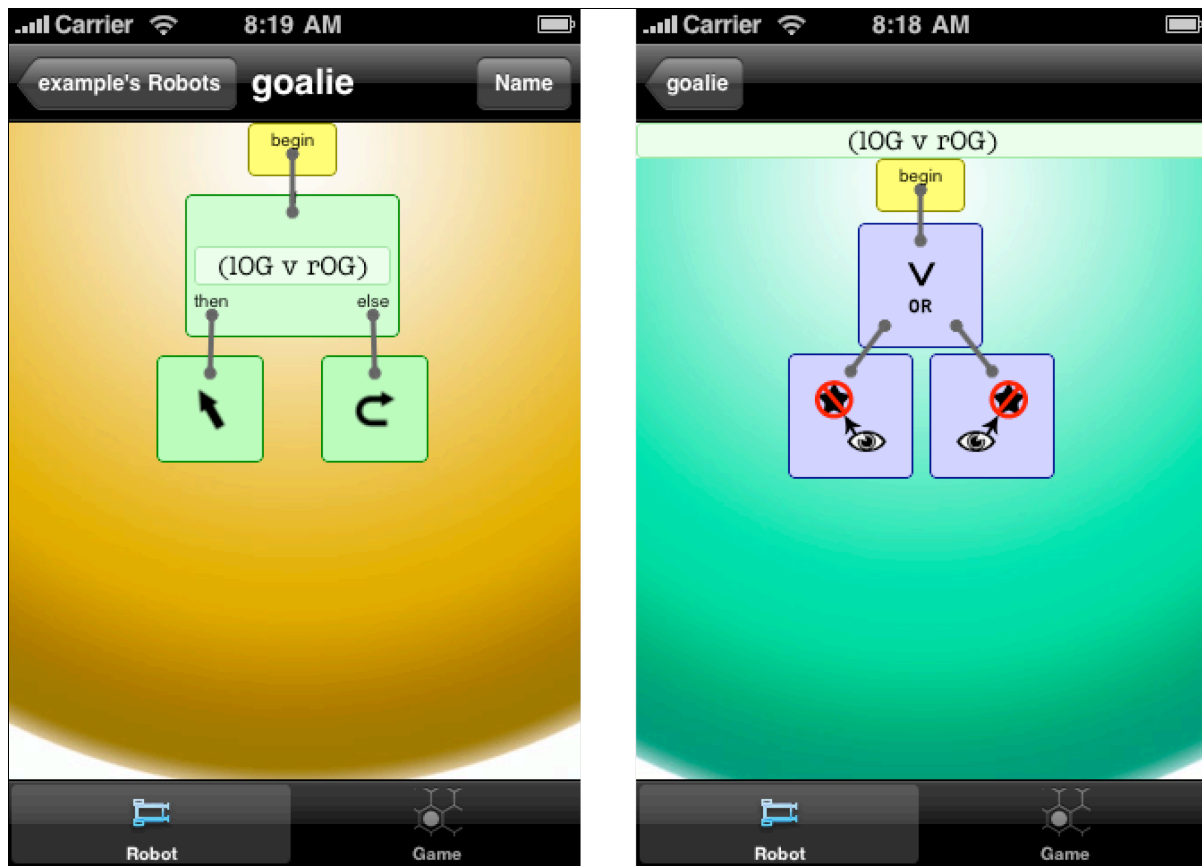 Carrier 8:19 AM
example's Robots goalie Name
begin
(lOG v rOG)
then else
Robot Game
Carrier 8:18 AM
goalie
(lOG v rOG)
begin
V
OR
Robot Game